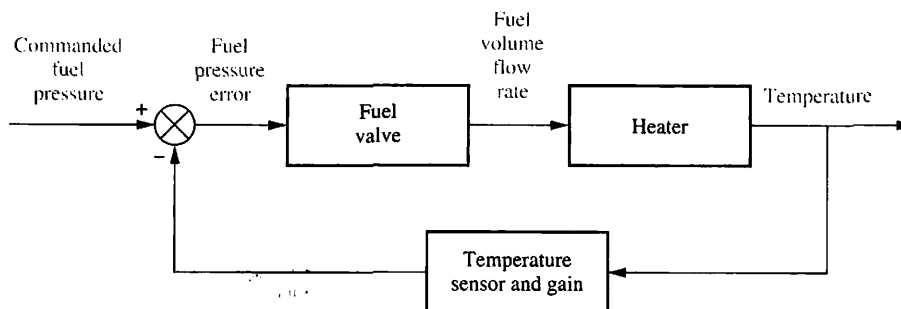 Commanded
fuel
pressure
+
−
Fuel
pressure
error
Fuel
valve
Fuel
volume
flow
rate
Heater
Temperature
Temperature
sensor and gain